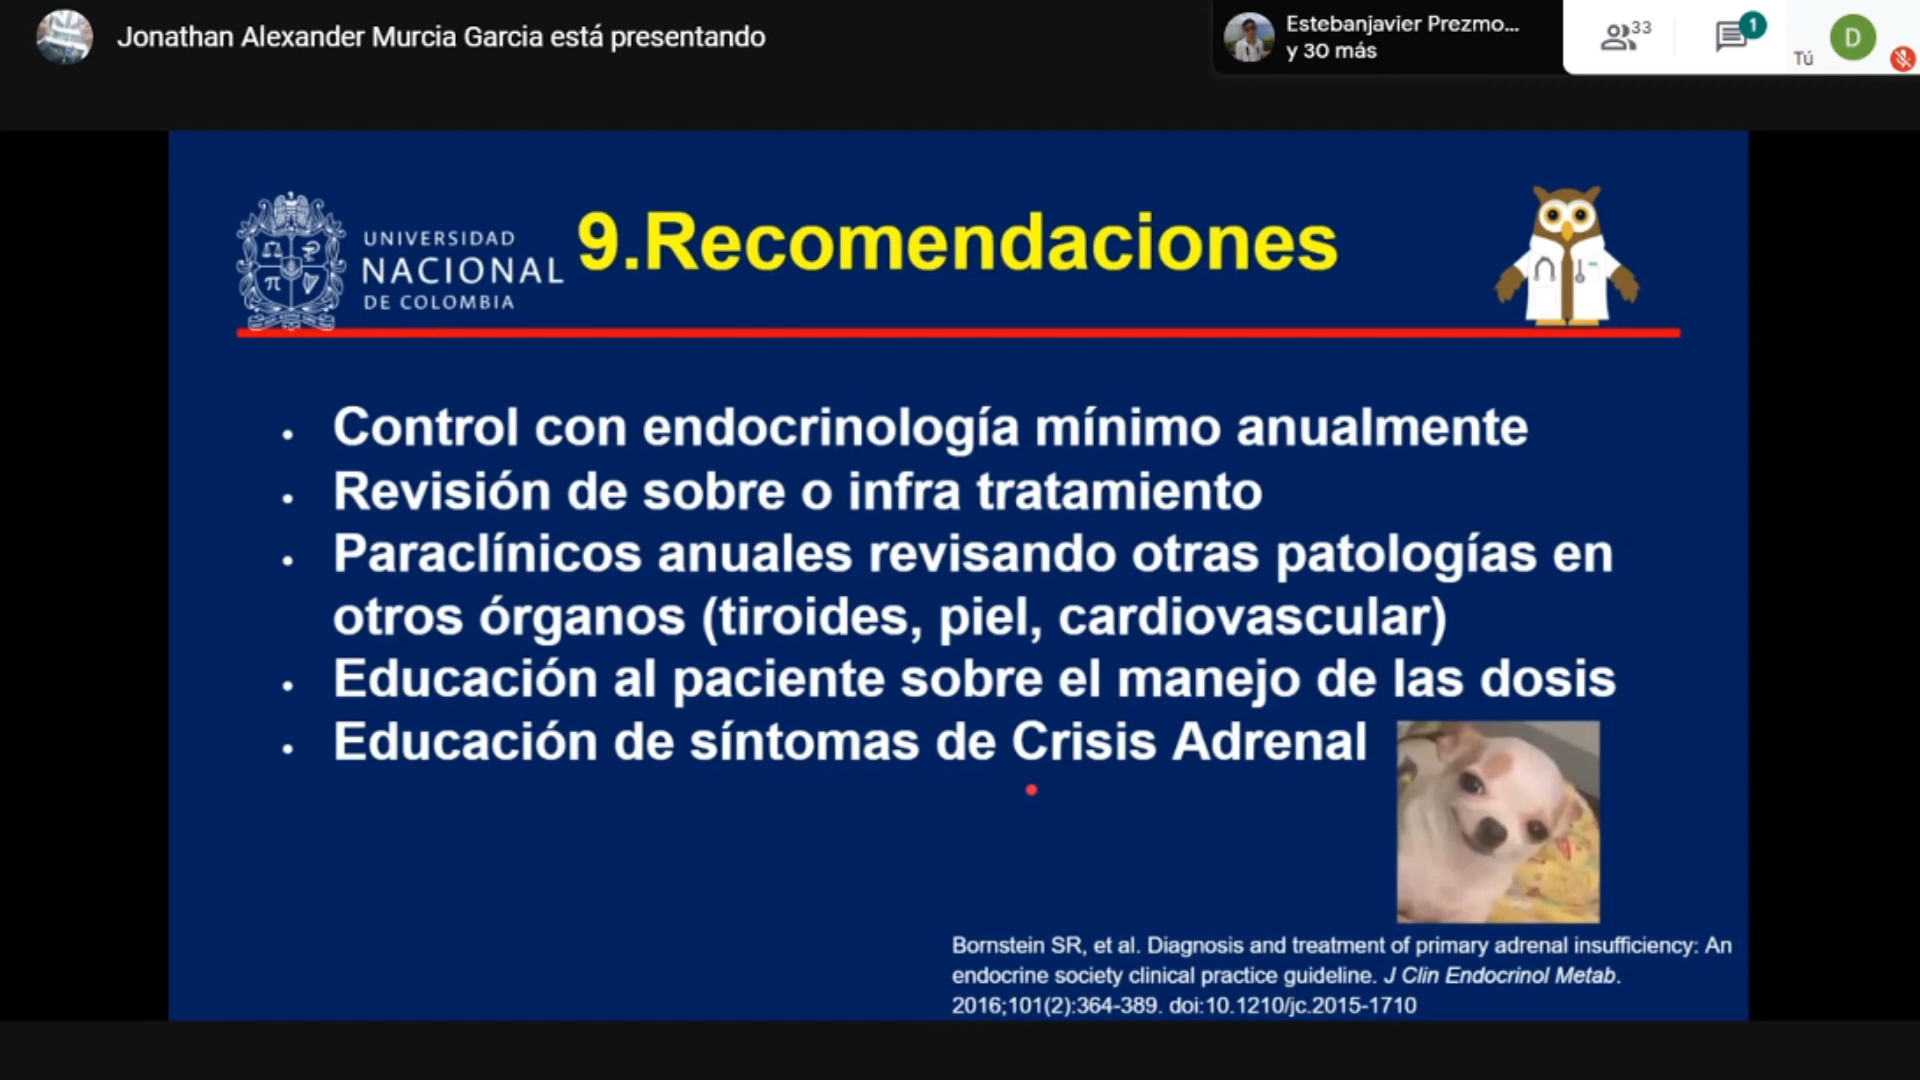 Jonathan Alexander Murcia Garcia está presentando
Estebanjavier Prezmo...
y 30 más
33
1
Tú
D
UNIVERSIDAD
NACIONAL
DE COLOMBIA
9.Recomendaciones
• Control con endocrinología mínimo anualmente
• Revisión de sobre o infra tratamiento
• Paraclínicos anuales revisando otras patologías en
otros órganos (tiroides, piel, cardiovascular)
• Educación al paciente sobre el manejo de las dosis
• Educación de síntomas de Crisis Adrenal
Bornstein SR, et al. Diagnosis and treatment of primary adrenal insufficiency: An
endocrine society clinical practice guideline. J Clin Endocrinol Metab.
2016;101(2):364-389. doi:10.1210/jc.2015-1710